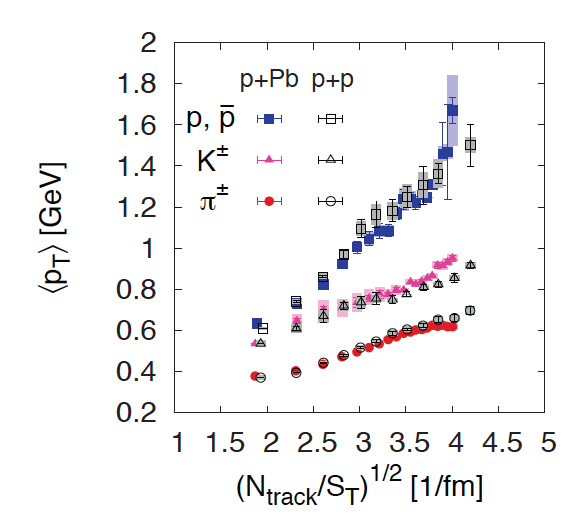 2
1.8
1.6
1.4
1.2
1
0.8
0.6
0.4
0.2
⟨p_T⟩ [GeV]
p+Pb p+p
p, p̄
K^±
π^±
1 1.5 2 2.5 3 3.5 4 4.5 5
(N_track/S_T)^1/2 [1/fm]